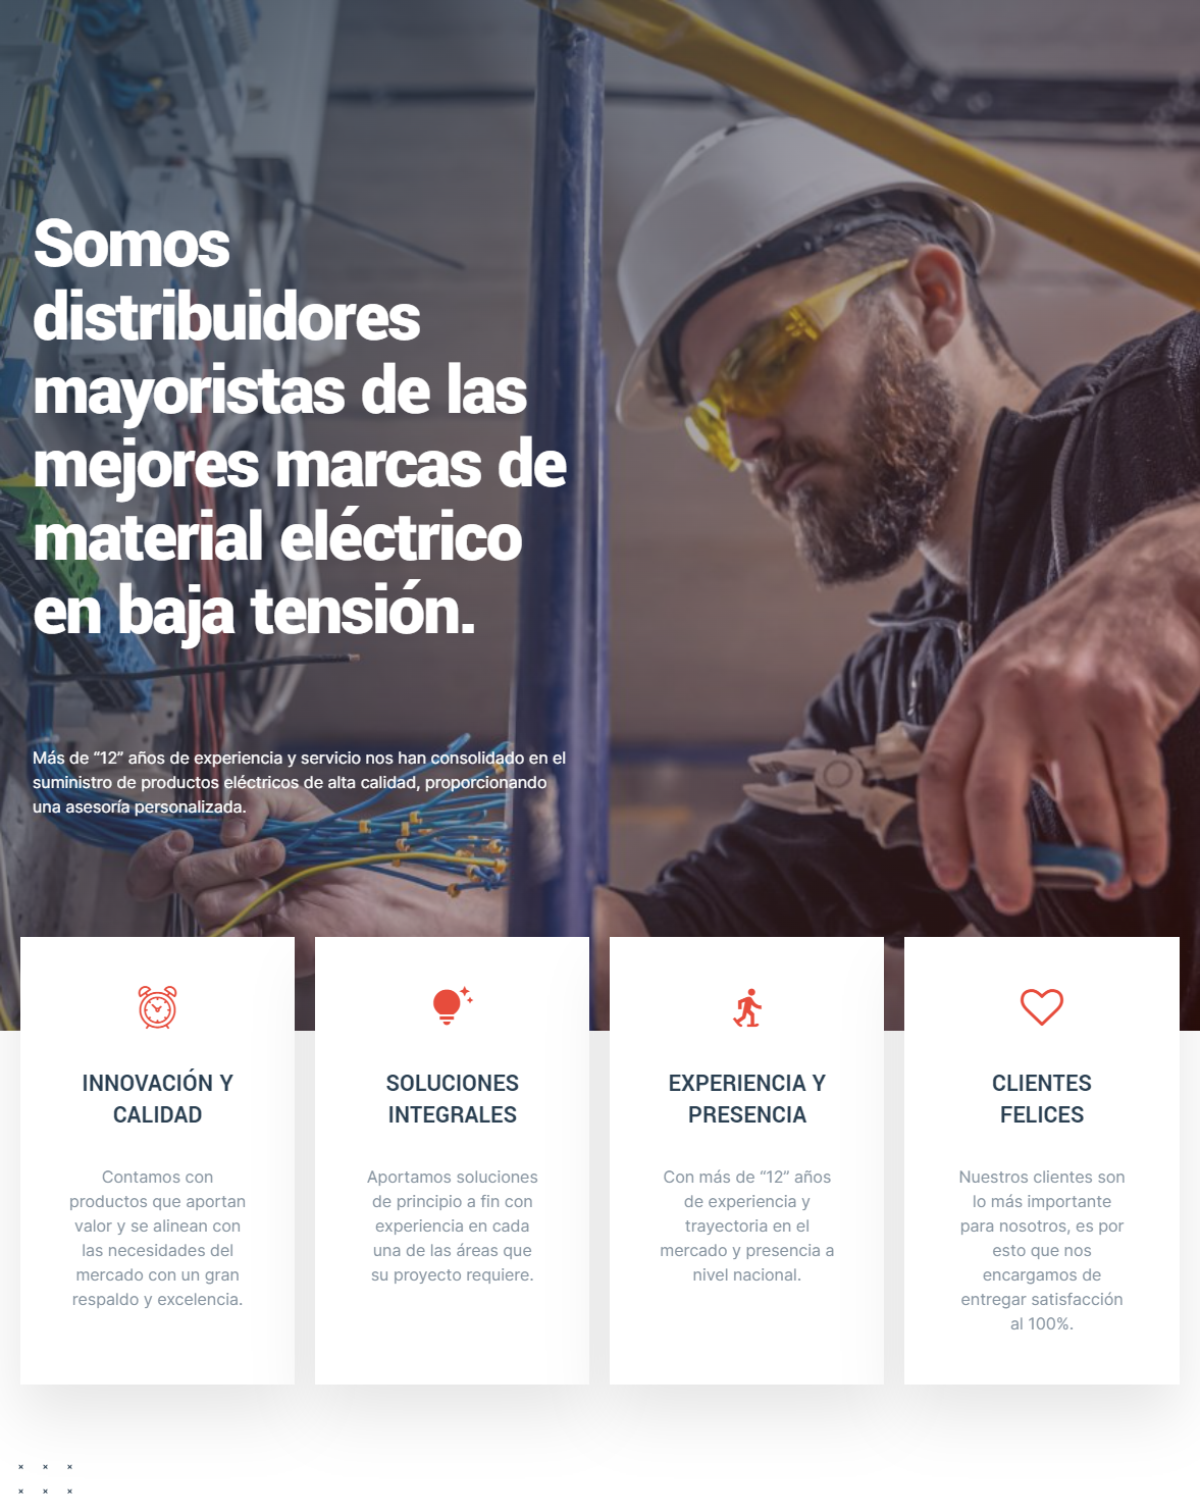 Somos
distribuidores
mayoristas de las
mejores marcas de
material eléctrico
en baja tensión.
Más de “12” años de experiencia y servicio nos han consolidado en el
suministro de productos eléctricos de alta calidad, proporcionando
una asesoría personalizada.
INNOVACIÓN Y
CALIDAD
Contamos con
productos que aportan
valor y se alinean con
las necesidades del
mercado con un gran
respaldo y excelencia.
SOLUCIONES
INTEGRALES
Aportamos soluciones
de principio a fin con
experiencia en cada
una de las áreas que
su proyecto requiere.
EXPERIENCIA Y
PRESENCIA
Con más de “12” años
de experiencia y
trayectoria en el
mercado y presencia a
nivel nacional.
CLIENTES
FELICES
Nuestros clientes son
lo más importante
para nosotros, es por
esto que nos
encargamos de
entregar satisfacción
al 100%.